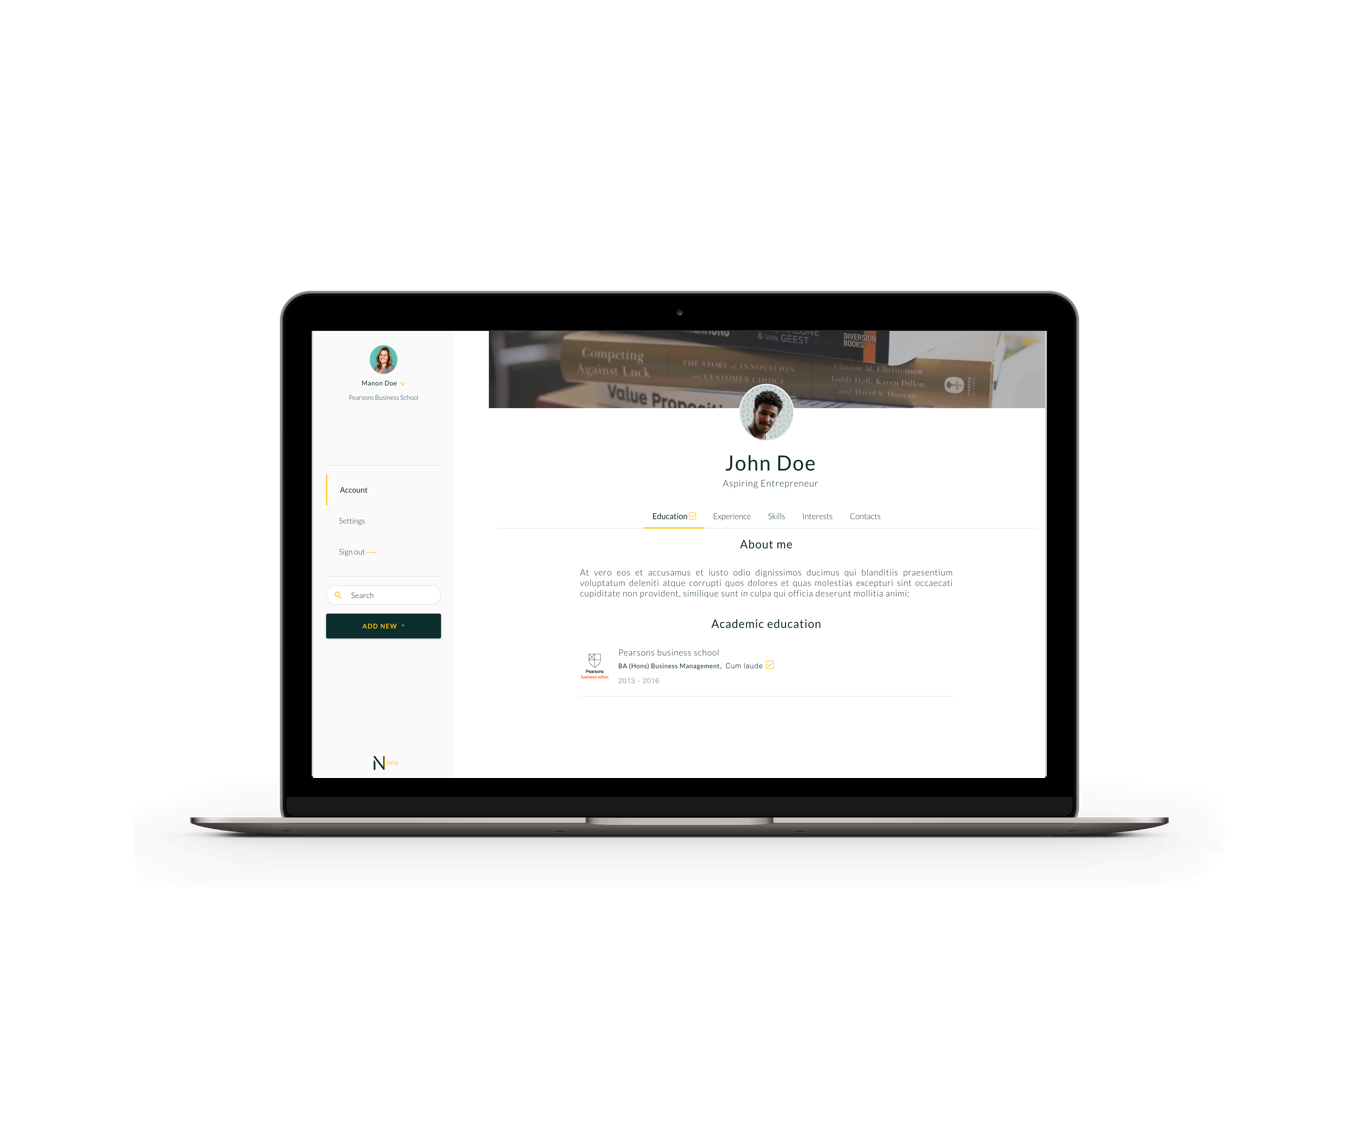 Manon Doe
Pearsons Business School
Account
Settings
Sign out
Search
ADD NEW +
N beta
& VAN GEEST
DIVERSION
BOOKS
Competing
Against Luck
THE STORY of INNOVATION
and CUSTOMER CHOICE
Clayton M. Christensen
Taddy Hall, Karen Dillon,
and David S. Duncan
Value
John Doe
Aspiring Entrepreneur
Education Experience Skills Interests Contacts
About me
At vero eos et accusamus et iusto odio dignissimos ducimus qui blanditiis praesentium
voluptatum deleniti atque corrupti quos dolores et quas molestias excepturi sint occaecati
cupiditate non provident, similique sunt in culpa qui officia deserunt mollitia animi;
Academic education
Pearsons
business school
Pearsons business school
BA (Hons) Business Management, Cum laude
2013 - 2016